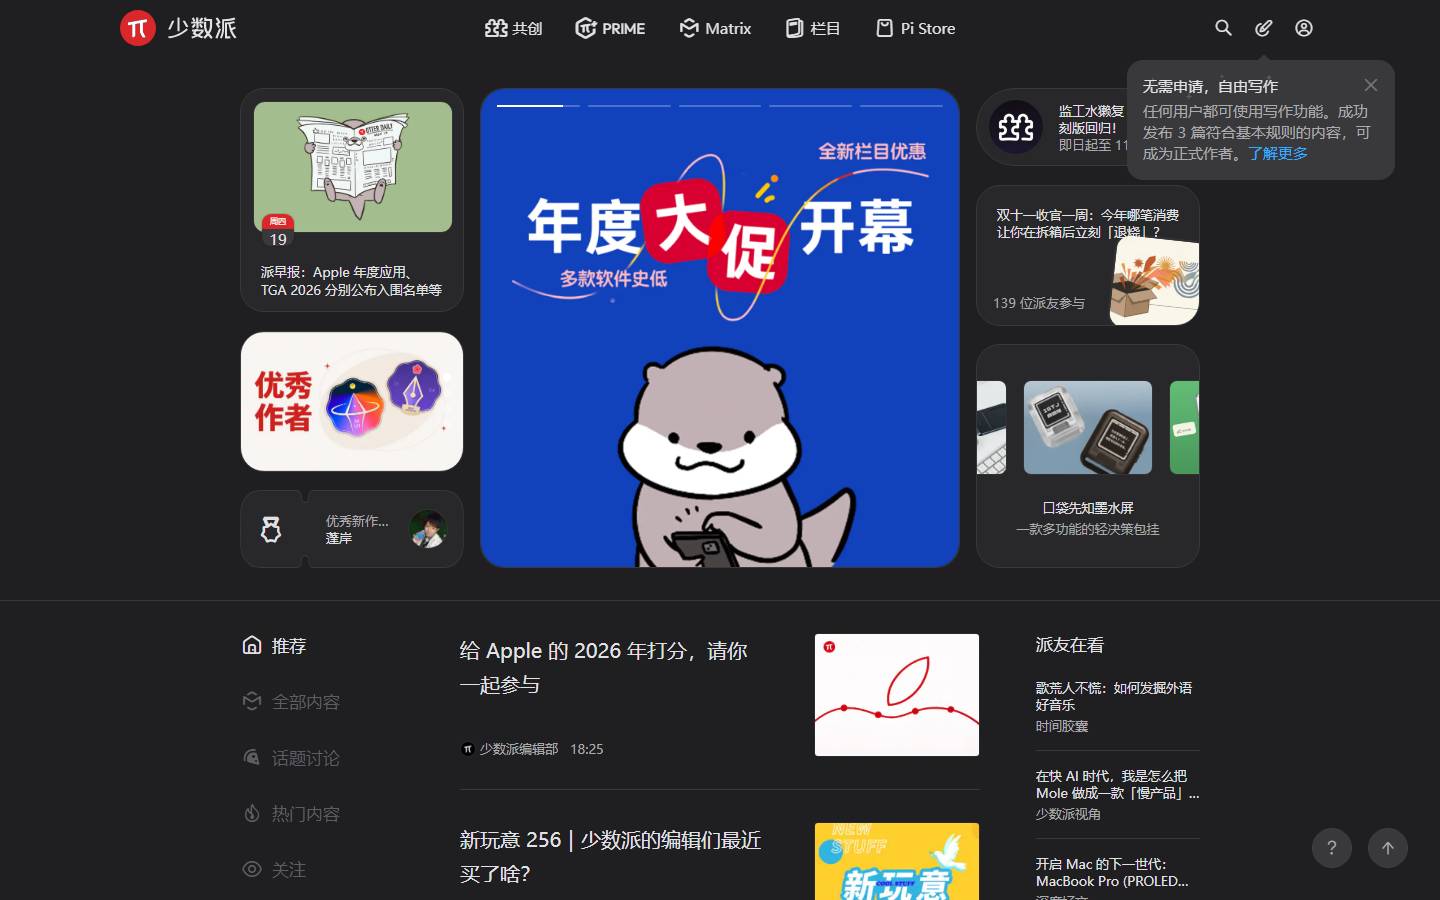 少数派
共创
PRIME
Matrix
栏目
Pi Store
无需申请，自由写作
任何用户都可使用写作功能。成功
发布 3 篇符合基本规则的内容，可
成为正式作者。了解更多
OTTER DAILY
周四
19
派早报：Apple 年度应用、
TGA 2026 分别公布入围名单等
优秀
作者
优秀新作...
蓬岸
全新栏目优惠
年度大促开幕
多款软件史低
监工水獭复
刻版回归！
即日起至 11
双十一收官一周：今年哪笔消费
让你在拆箱后立刻「退烧」？
139 位派友参与
口袋先知墨水屏
一款多功能的轻决策包挂
推荐
全部内容
话题讨论
热门内容
关注
给 Apple 的 2026 年打分，请你
一起参与
少数派编辑部 18:25
新玩意 256｜少数派的编辑们最近
买了啥？
NEW
STUFF
新玩意
COOL STUFF
派友在看
歌荒人不慌：如何发掘外语
好音乐
时间胶囊
在快 AI 时代，我是怎么把
Mole 做成一款「慢产品」...
少数派视角
开启 Mac 的下一世代：
MacBook Pro (PROLED...